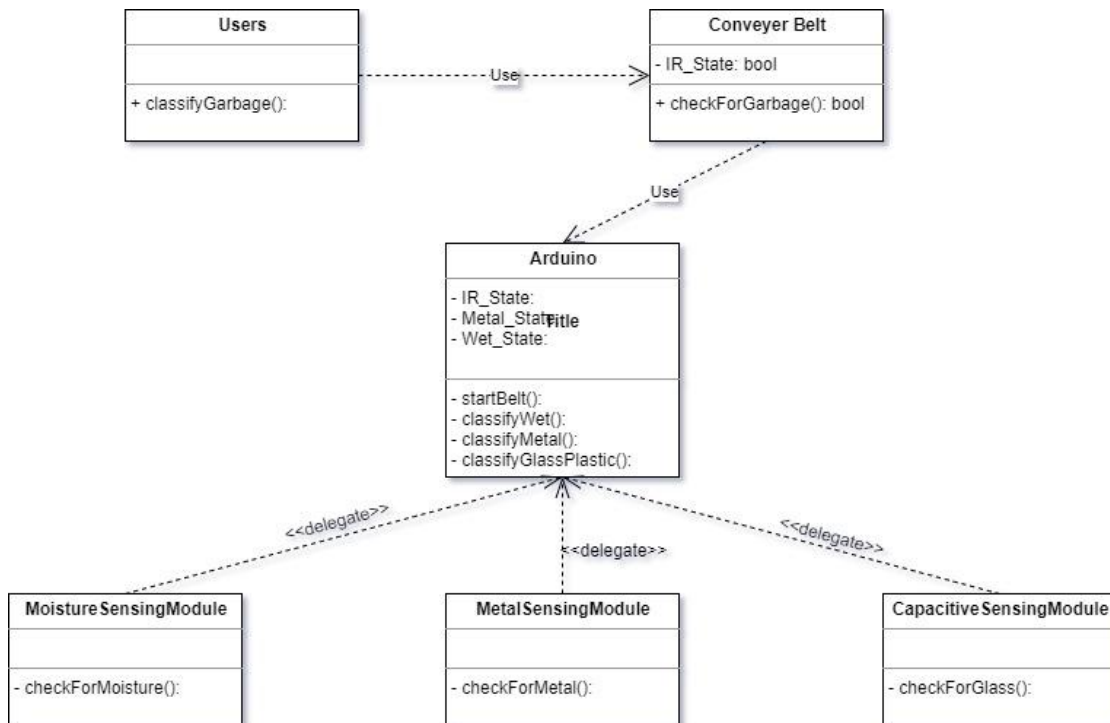 Users
+ classifyGarbage():
Conveyer Belt
- IR_State: bool
+ checkForGarbage(): bool
Use
Use
Arduino
- IR_State:
- Metal_State
Title
- Wet_State:
- startBelt():
- classifyWet():
- classifyMetal():
- classifyGlassPlastic():
<<delegate>>
<<delegate>>
<<delegate>>
MoistureSensingModule
- checkForMoisture():
MetalSensingModule
- checkForMetal():
CapacitiveSensingModule
- checkForGlass():